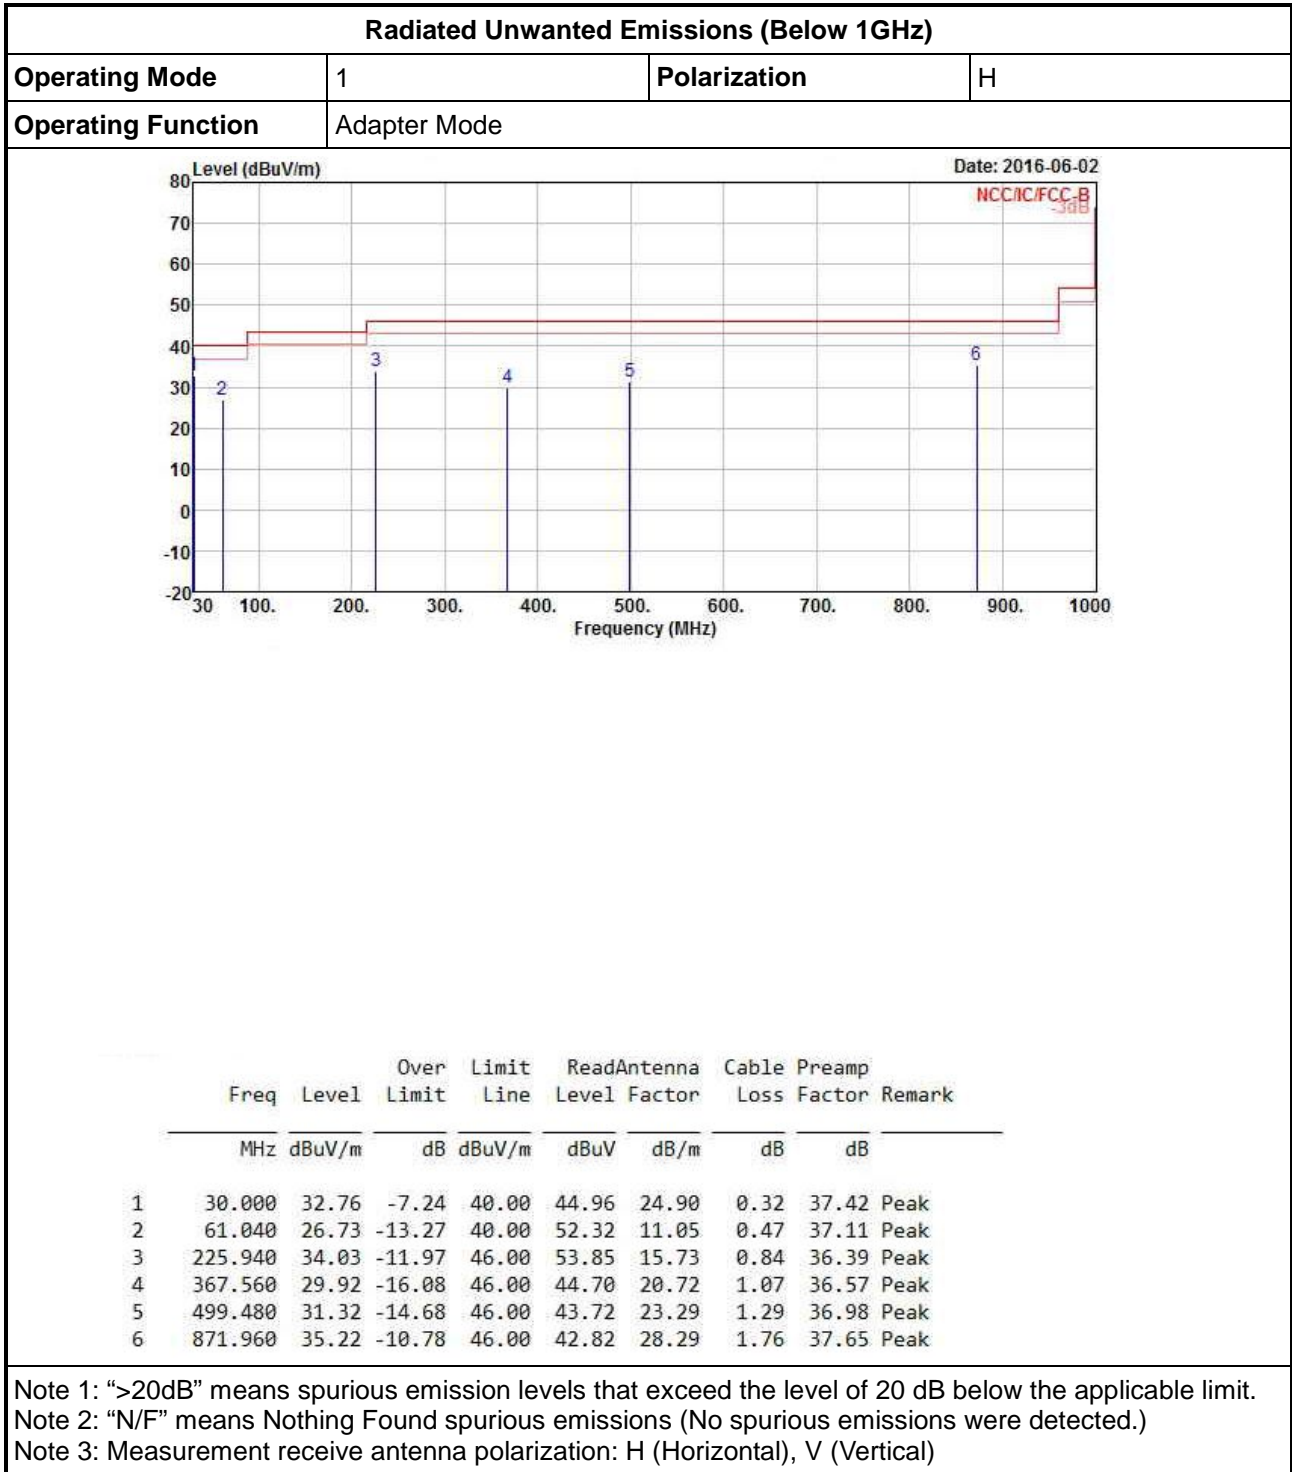 Radiated Unwanted Emissions (Below 1GHz)
Operating Mode 1 Polarization H
Operating Function Adapter Mode
Level (dBuV/m) Date: 2016-06-02
80
NCC/IC/FCC-B
-3dB
70
60
50
40
30
20
10
0
-10
-20
1 2 3 4 5 6
30 100. 200. 300. 400. 500. 600. 700. 800. 900. 1000
Frequency (MHz)
Over Limit ReadAntenna Cable Preamp
Freq Level Limit Line Level Factor Loss Factor Remark
MHz dBuV/m dB dBuV/m dBuV dB/m dB dB
1 30.000 32.76 -7.24 40.00 44.96 24.90 0.32 37.42 Peak
2 61.040 26.73 -13.27 40.00 52.32 11.05 0.47 37.11 Peak
3 225.940 34.03 -11.97 46.00 53.85 15.73 0.84 36.39 Peak
4 367.560 29.92 -16.08 46.00 44.70 20.72 1.07 36.57 Peak
5 499.480 31.32 -14.68 46.00 43.72 23.29 1.29 36.98 Peak
6 871.960 35.22 -10.78 46.00 42.82 28.29 1.76 37.65 Peak
Note 1: “>20dB” means spurious emission levels that exceed the level of 20 dB below the applicable limit.
Note 2: “N/F” means Nothing Found spurious emissions (No spurious emissions were detected.)
Note 3: Measurement receive antenna polarization: H (Horizontal), V (Vertical)